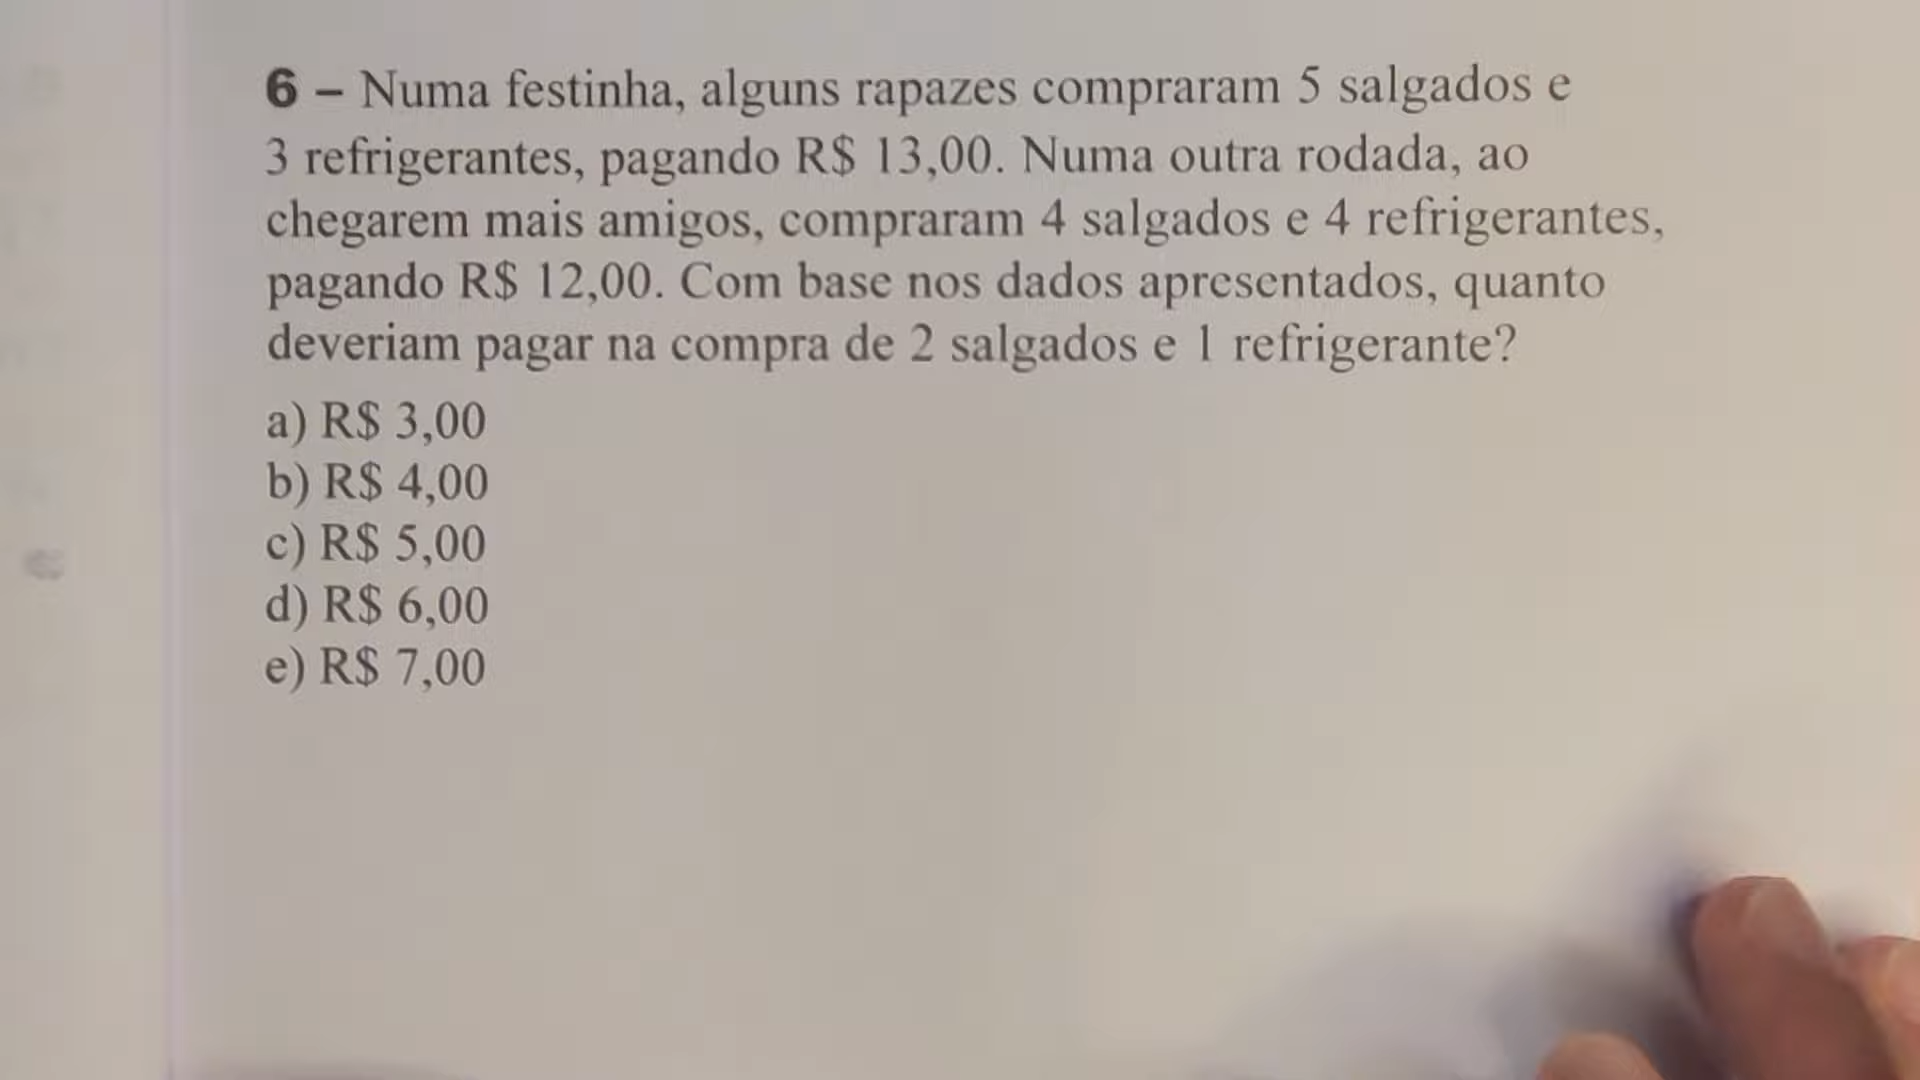 6 – Numa festinha, alguns rapazes compraram 5 salgados e
3 refrigerantes, pagando R$ 13,00. Numa outra rodada, ao
chegarem mais amigos, compraram 4 salgados e 4 refrigerantes,
pagando R$ 12,00. Com base nos dados apresentados, quanto
deveriam pagar na compra de 2 salgados e 1 refrigerante?
a) R$ 3,00
b) R$ 4,00
c) R$ 5,00
d) R$ 6,00
e) R$ 7,00